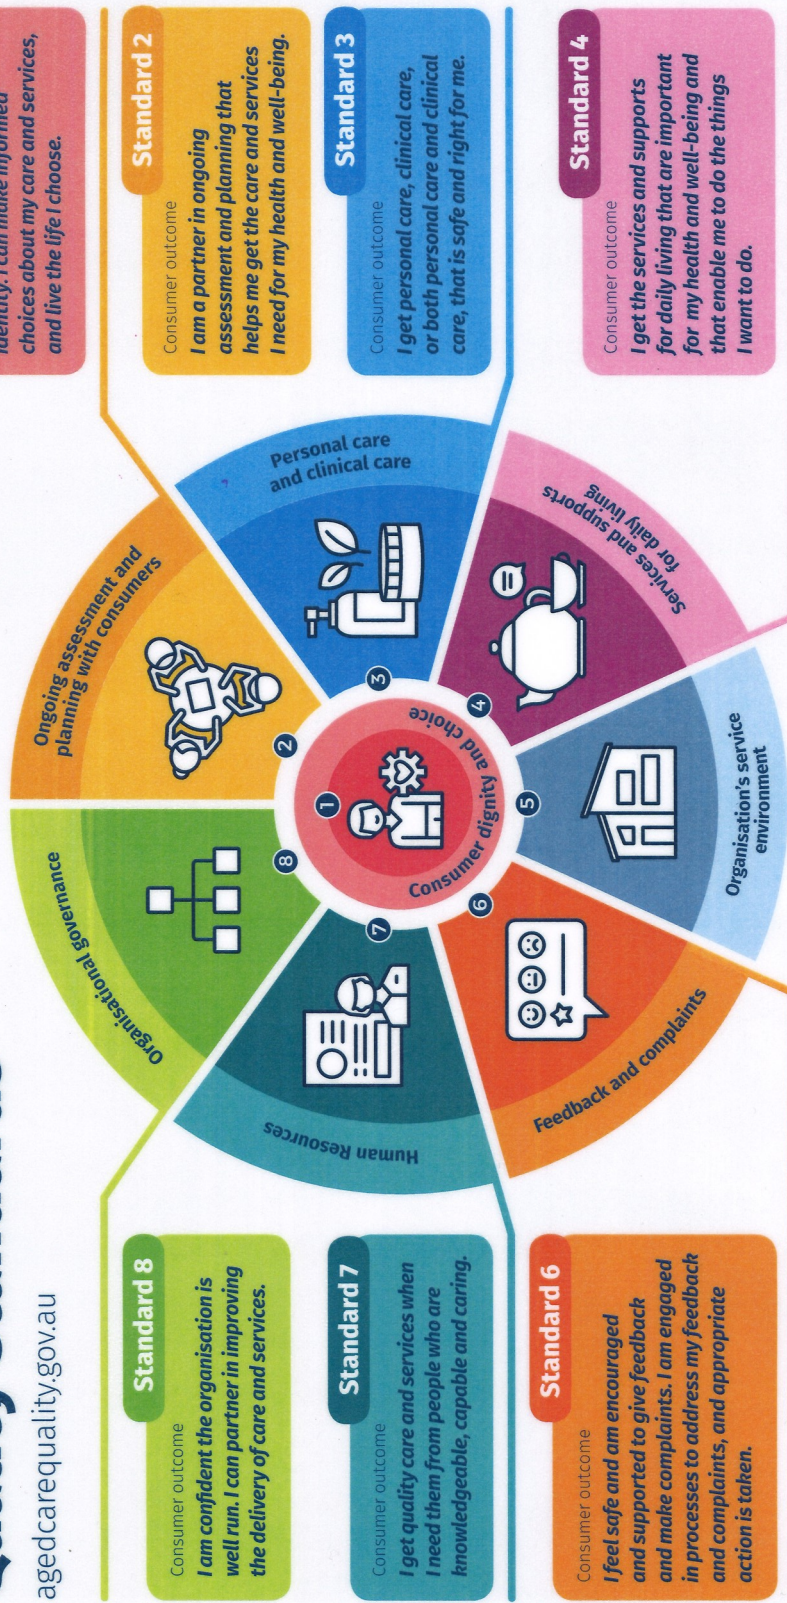 agedcarequality.gov.au
identity. I can make informed
choices about my care and services,
and live the life I choose.
Standard 8
Consumer outcome
I am confident the organisation is
well run. I can partner in improving
the delivery of care and services.
Standard 7
Consumer outcome
I get quality care and services when
I need them from people who are
knowledgeable, capable and caring.
Standard 6
Consumer outcome
I feel safe and am encouraged
and supported to give feedback
and make complaints. I am engaged
in processes to address my feedback
and complaints, and appropriate
action is taken.
Organisational governance
8
Human Resources
7
Feedback and complaints
6
1
Consumer dignity and choice
Ongoing assessment and
planning with consumers
2
Personal care
and clinical care
3
Services and supports
for daily living
4
5
Organisation's service
environment
Standard 2
Consumer outcome
I am a partner in ongoing
assessment and planning that
helps me get the care and services
I need for my health and well-being.
Standard 3
Consumer outcome
I get personal care, clinical care,
or both personal care and clinical
care, that is safe and right for me.
Standard 4
Consumer outcome
I get the services and supports
for daily living that are important
for my health and well-being and
that enable me to do the things
I want to do.